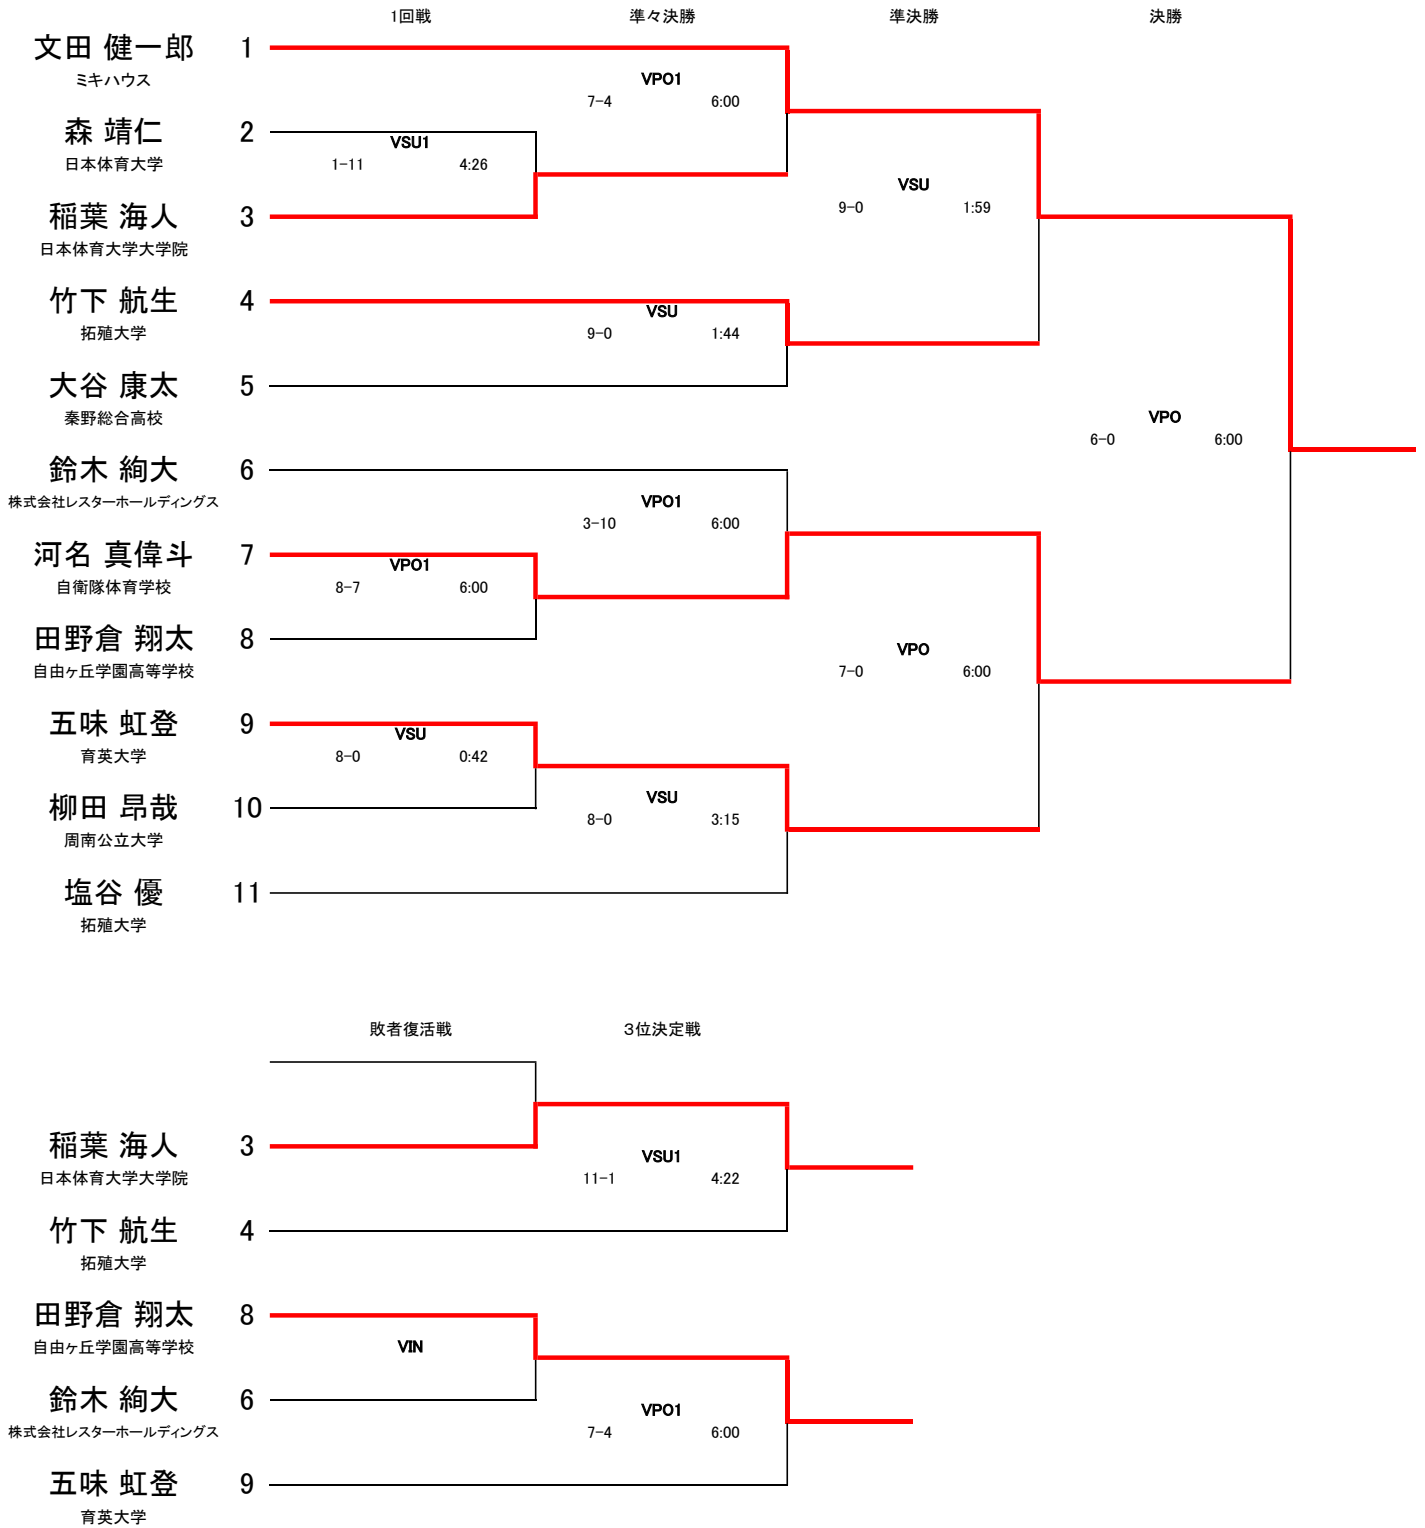 1回戦 準々決勝 準決勝 決勝
文田 健一郎 1
ミキハウス
VPO1
7-4 6:00
森 靖仁 2
日本体育大学
VSU1
1-11 4:26
稲葉 海人 3
日本体育大学大学院
VSU
9-0 1:59
竹下 航生 4
拓殖大学
VSU
9-0 1:44
大谷 康太 5
秦野総合高校
VPO
6-0 6:00
鈴木 絢大 6
株式会社レスターホールディングス
VPO1
3-10 6:00
河名 真偉斗 7
自衛隊体育学校
VPO1
8-7 6:00
田野倉 翔太 8
自由ヶ丘学園高等学校
VPO
7-0 6:00
五味 虹登 9
育英大学
VSU
8-0 0:42
柳田 昂哉 10
周南公立大学
VSU
8-0 3:15
塩谷 優 11
拓殖大学
敗者復活戦 3位決定戦
稲葉 海人 3
日本体育大学大学院
VSU1
11-1 4:22
竹下 航生 4
拓殖大学
田野倉 翔太 8
自由ヶ丘学園高等学校
VIN
鈴木 絢大 6
株式会社レスターホールディングス
VPO1
7-4 6:00
五味 虹登 9
育英大学